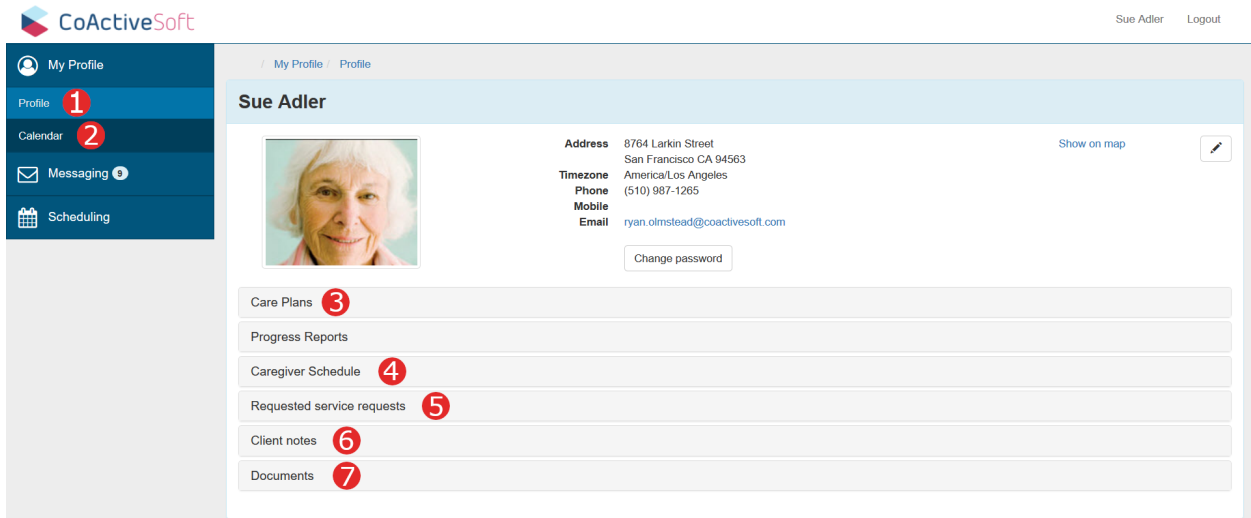 CoActiveSoft
Sue Adler Logout
My Profile
/ My Profile / Profile
Profile 1
Sue Adler
Calendar 2
Address 8764 Larkin Street Show on map
San Francisco CA 94563
Messaging 9
Timezone America/Los Angeles
Phone (510) 987-1265
Mobile
Scheduling
Email ryan.olmstead@coactivesoft.com
Change password
Care Plans 3
Progress Reports
Caregiver Schedule 4
Requested service requests 5
Client notes 6
Documents 7